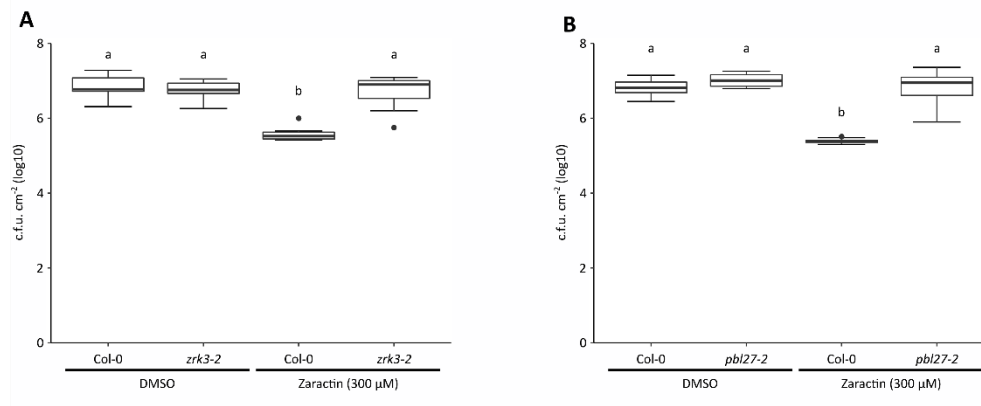 A
8
6
4
2
0
c.f.u. cm⁻² (log10)
a
a
b
a
Col-0
zrk3-2
Col-0
zrk3-2
DMSO
Zaractin (300 µM)
B
8
6
4
2
0
c.f.u. cm⁻² (log10)
a
a
b
a
Col-0
pbl27-2
Col-0
pbl27-2
DMSO
Zaractin (300 µM)